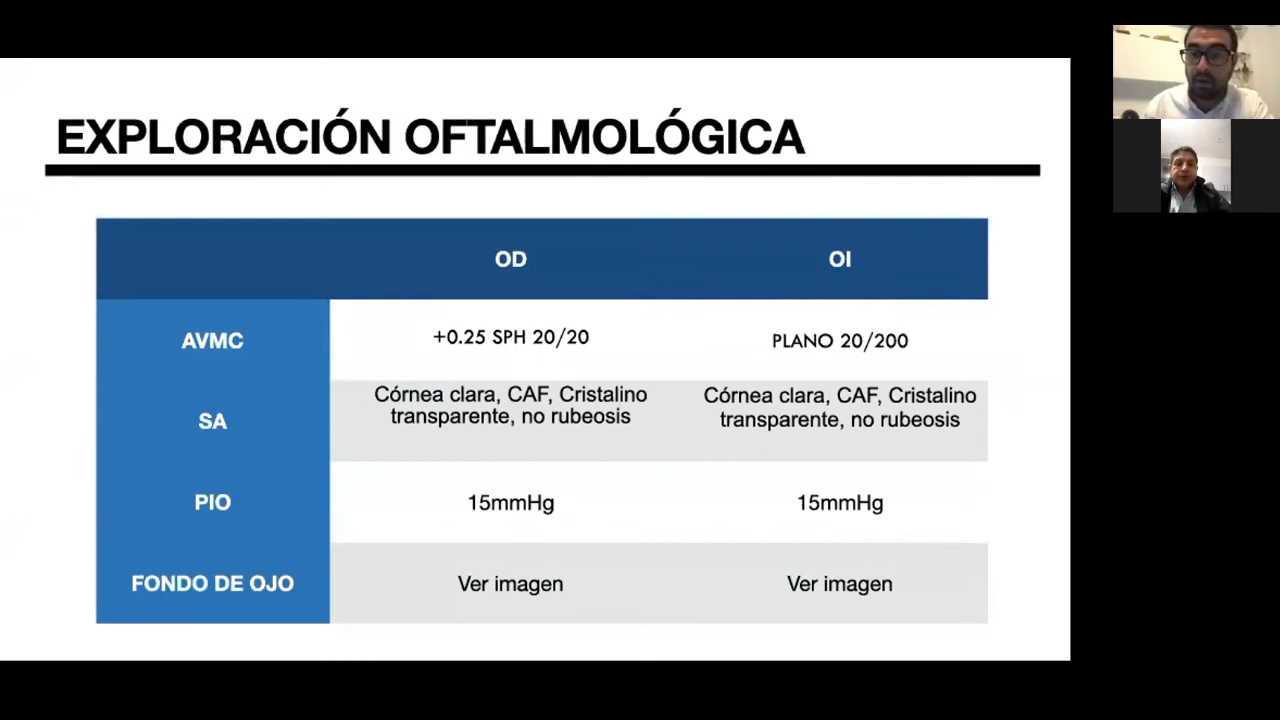 EXPLORACIÓN OFTALMOLÓGICA
OD
OI
AVMC
+0.25 SPH 20/20
PLANO 20/200
SA
Córnea clara, CAF, Cristalino
transparente, no rubeosis
Córnea clara, CAF, Cristalino
transparente, no rubeosis
PIO
15mmHg
15mmHg
FONDO DE OJO
Ver imagen
Ver imagen